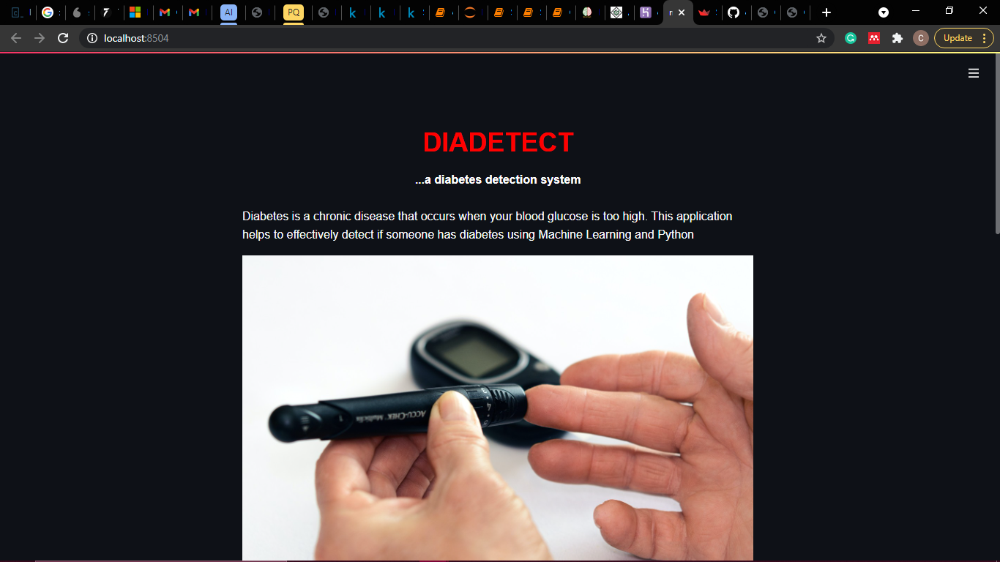 AI
PQ
localhost:8504
C
Update
DIADETECT
...a diabetes detection system
Diabetes is a chronic disease that occurs when your blood glucose is too high. This application
helps to effectively detect if someone has diabetes using Machine Learning and Python
ACCU-CHEK Multiclix